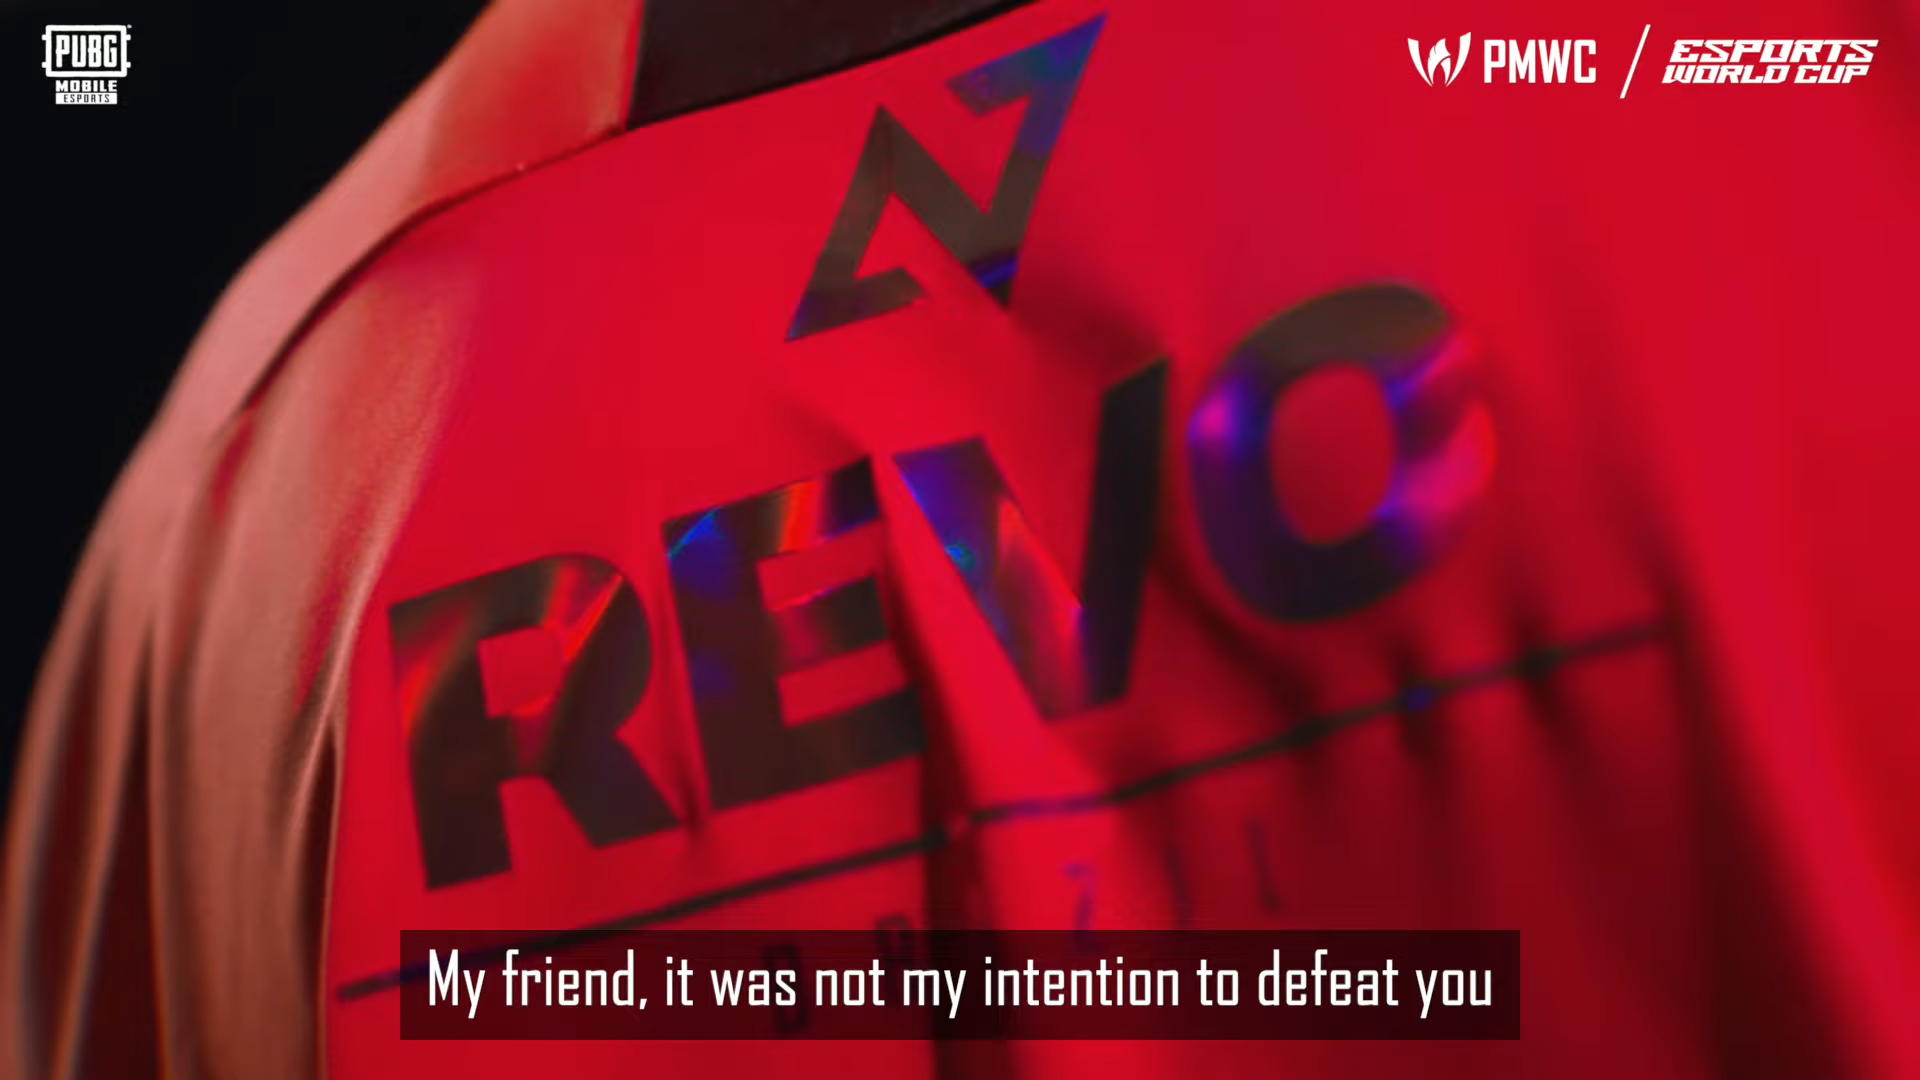 PUBG
MOBILE
ESPORTS
PMWC
ESPORTS
WORLD CUP
REVO
My friend, it was not my intention to defeat you